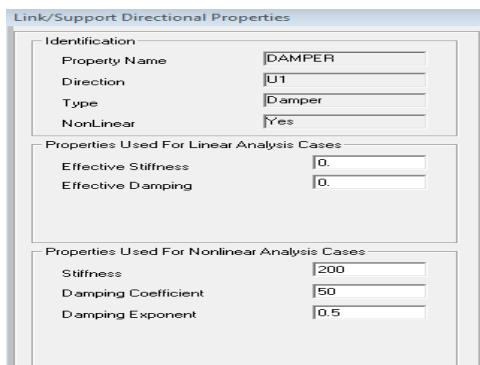 Link/Support Directional Properties
Identification
Property Name DAMPER
Direction U1
Type Damper
NonLinear Yes
Properties Used For Linear Analysis Cases
Effective Stiffness 0.
Effective Damping 0.
Properties Used For Nonlinear Analysis Cases
Stiffness 200
Damping Coefficient 50
Damping Exponent 0.5